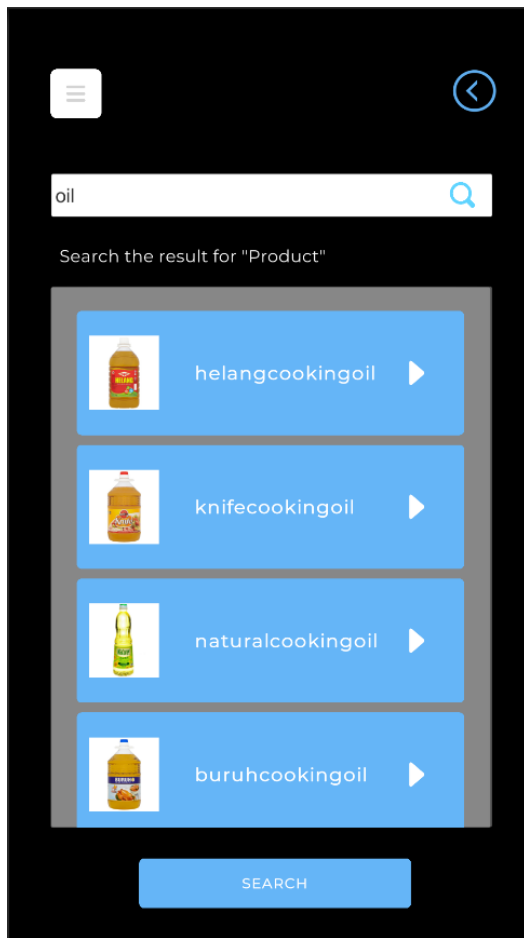 oil
Search the result for "Product"
helangcookingoil
knifecookingoil
naturalcookingoil
buruhcookingoil
SEARCH